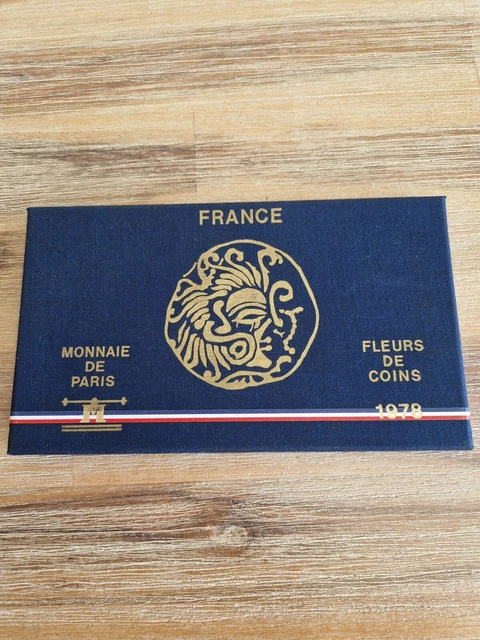 FRANCE
MONNAIE
DE
PARIS
M
FLEURS
DE
COINS
1978